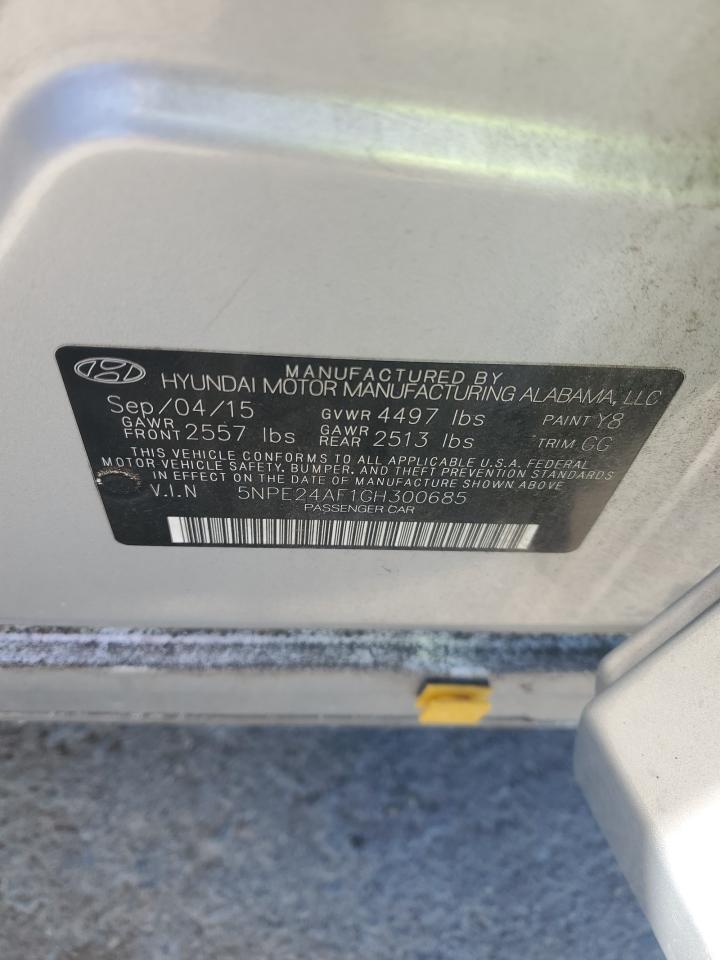 MANUFACTURED BY
HYUNDAI MOTOR MANUFACTURING ALABAMA, LLC
Sep/04/15 GVWR 4497 lbs PAINT Y8
GAWR FRONT 2557 lbs GAWR REAR 2513 lbs TRIM GG
THIS VEHICLE CONFORMS TO ALL APPLICABLE U.S.A. FEDERAL
MOTOR VEHICLE SAFETY, BUMPER, AND THEFT PREVENTION STANDARDS
IN EFFECT ON THE DATE OF MANUFACTURE SHOWN ABOVE.
V.I.N 5NPE24AF1GH300685
PASSENGER CAR